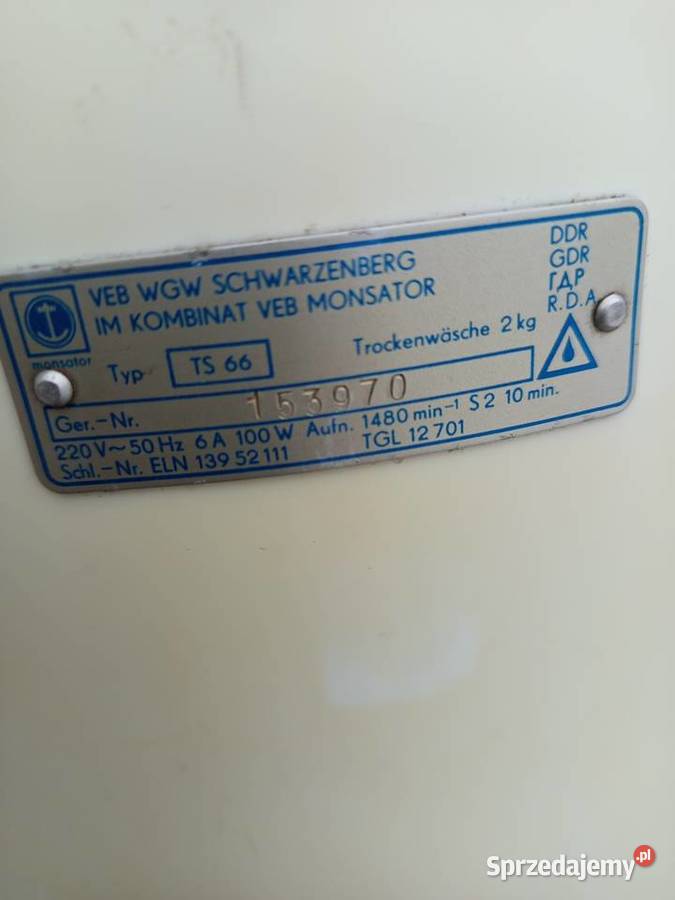 VEB WGW SCHWARZENBERG
IM KOMBINAT VEB MONSATOR
DDR
GDR
ГДР
R.D.A.
monsator
Typ TS 66 Trockenwäsche 2 kg
Ger.-Nr. 153970
220 V~50 Hz 6 A 100 W Aufn. 1480 min⁻¹ S 2 10 min.
Schl.-Nr. ELN 139 52 111 TGL 12 701
Sprzedajemy.pl